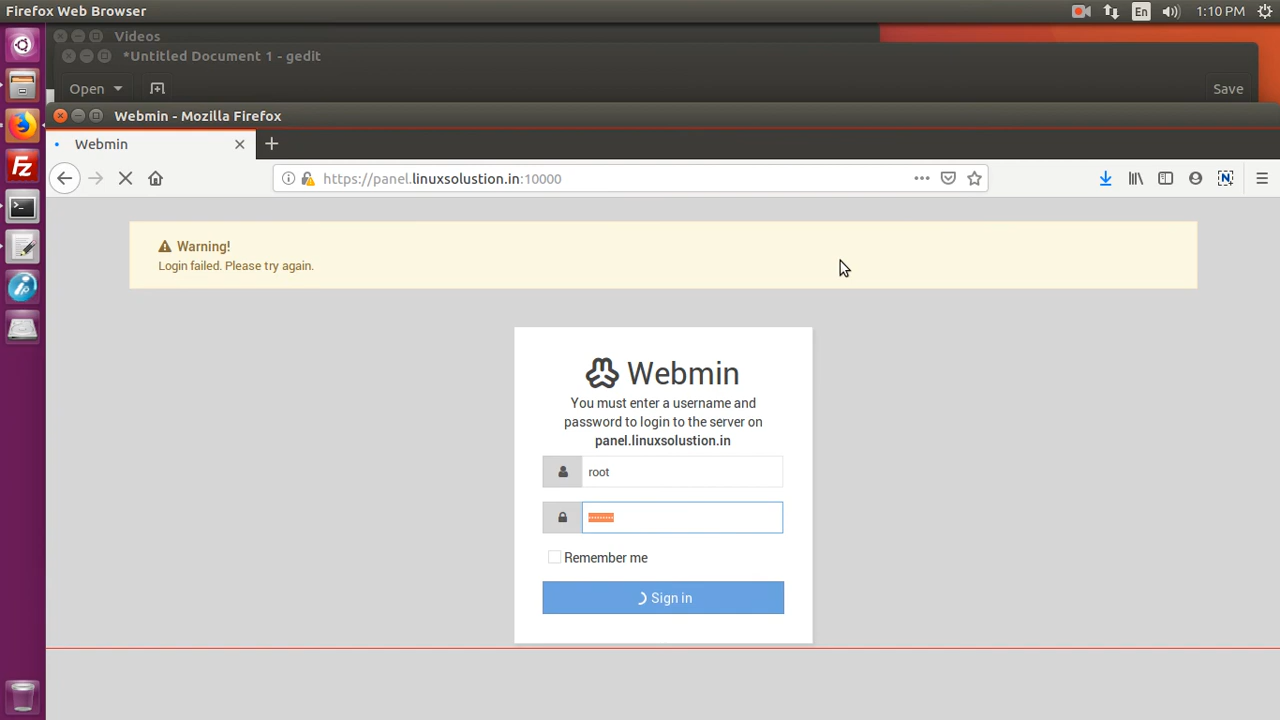 Firefox Web Browser
En
1:10 PM
Videos
*Untitled Document 1 - gedit
Open
Save
Webmin - Mozilla Firefox
Webmin
https://panel.linuxsolustion.in:10000
Warning!
Login failed. Please try again.
Webmin
You must enter a username and
password to login to the server on
panel.linuxsolustion.in
root
Remember me
Sign in